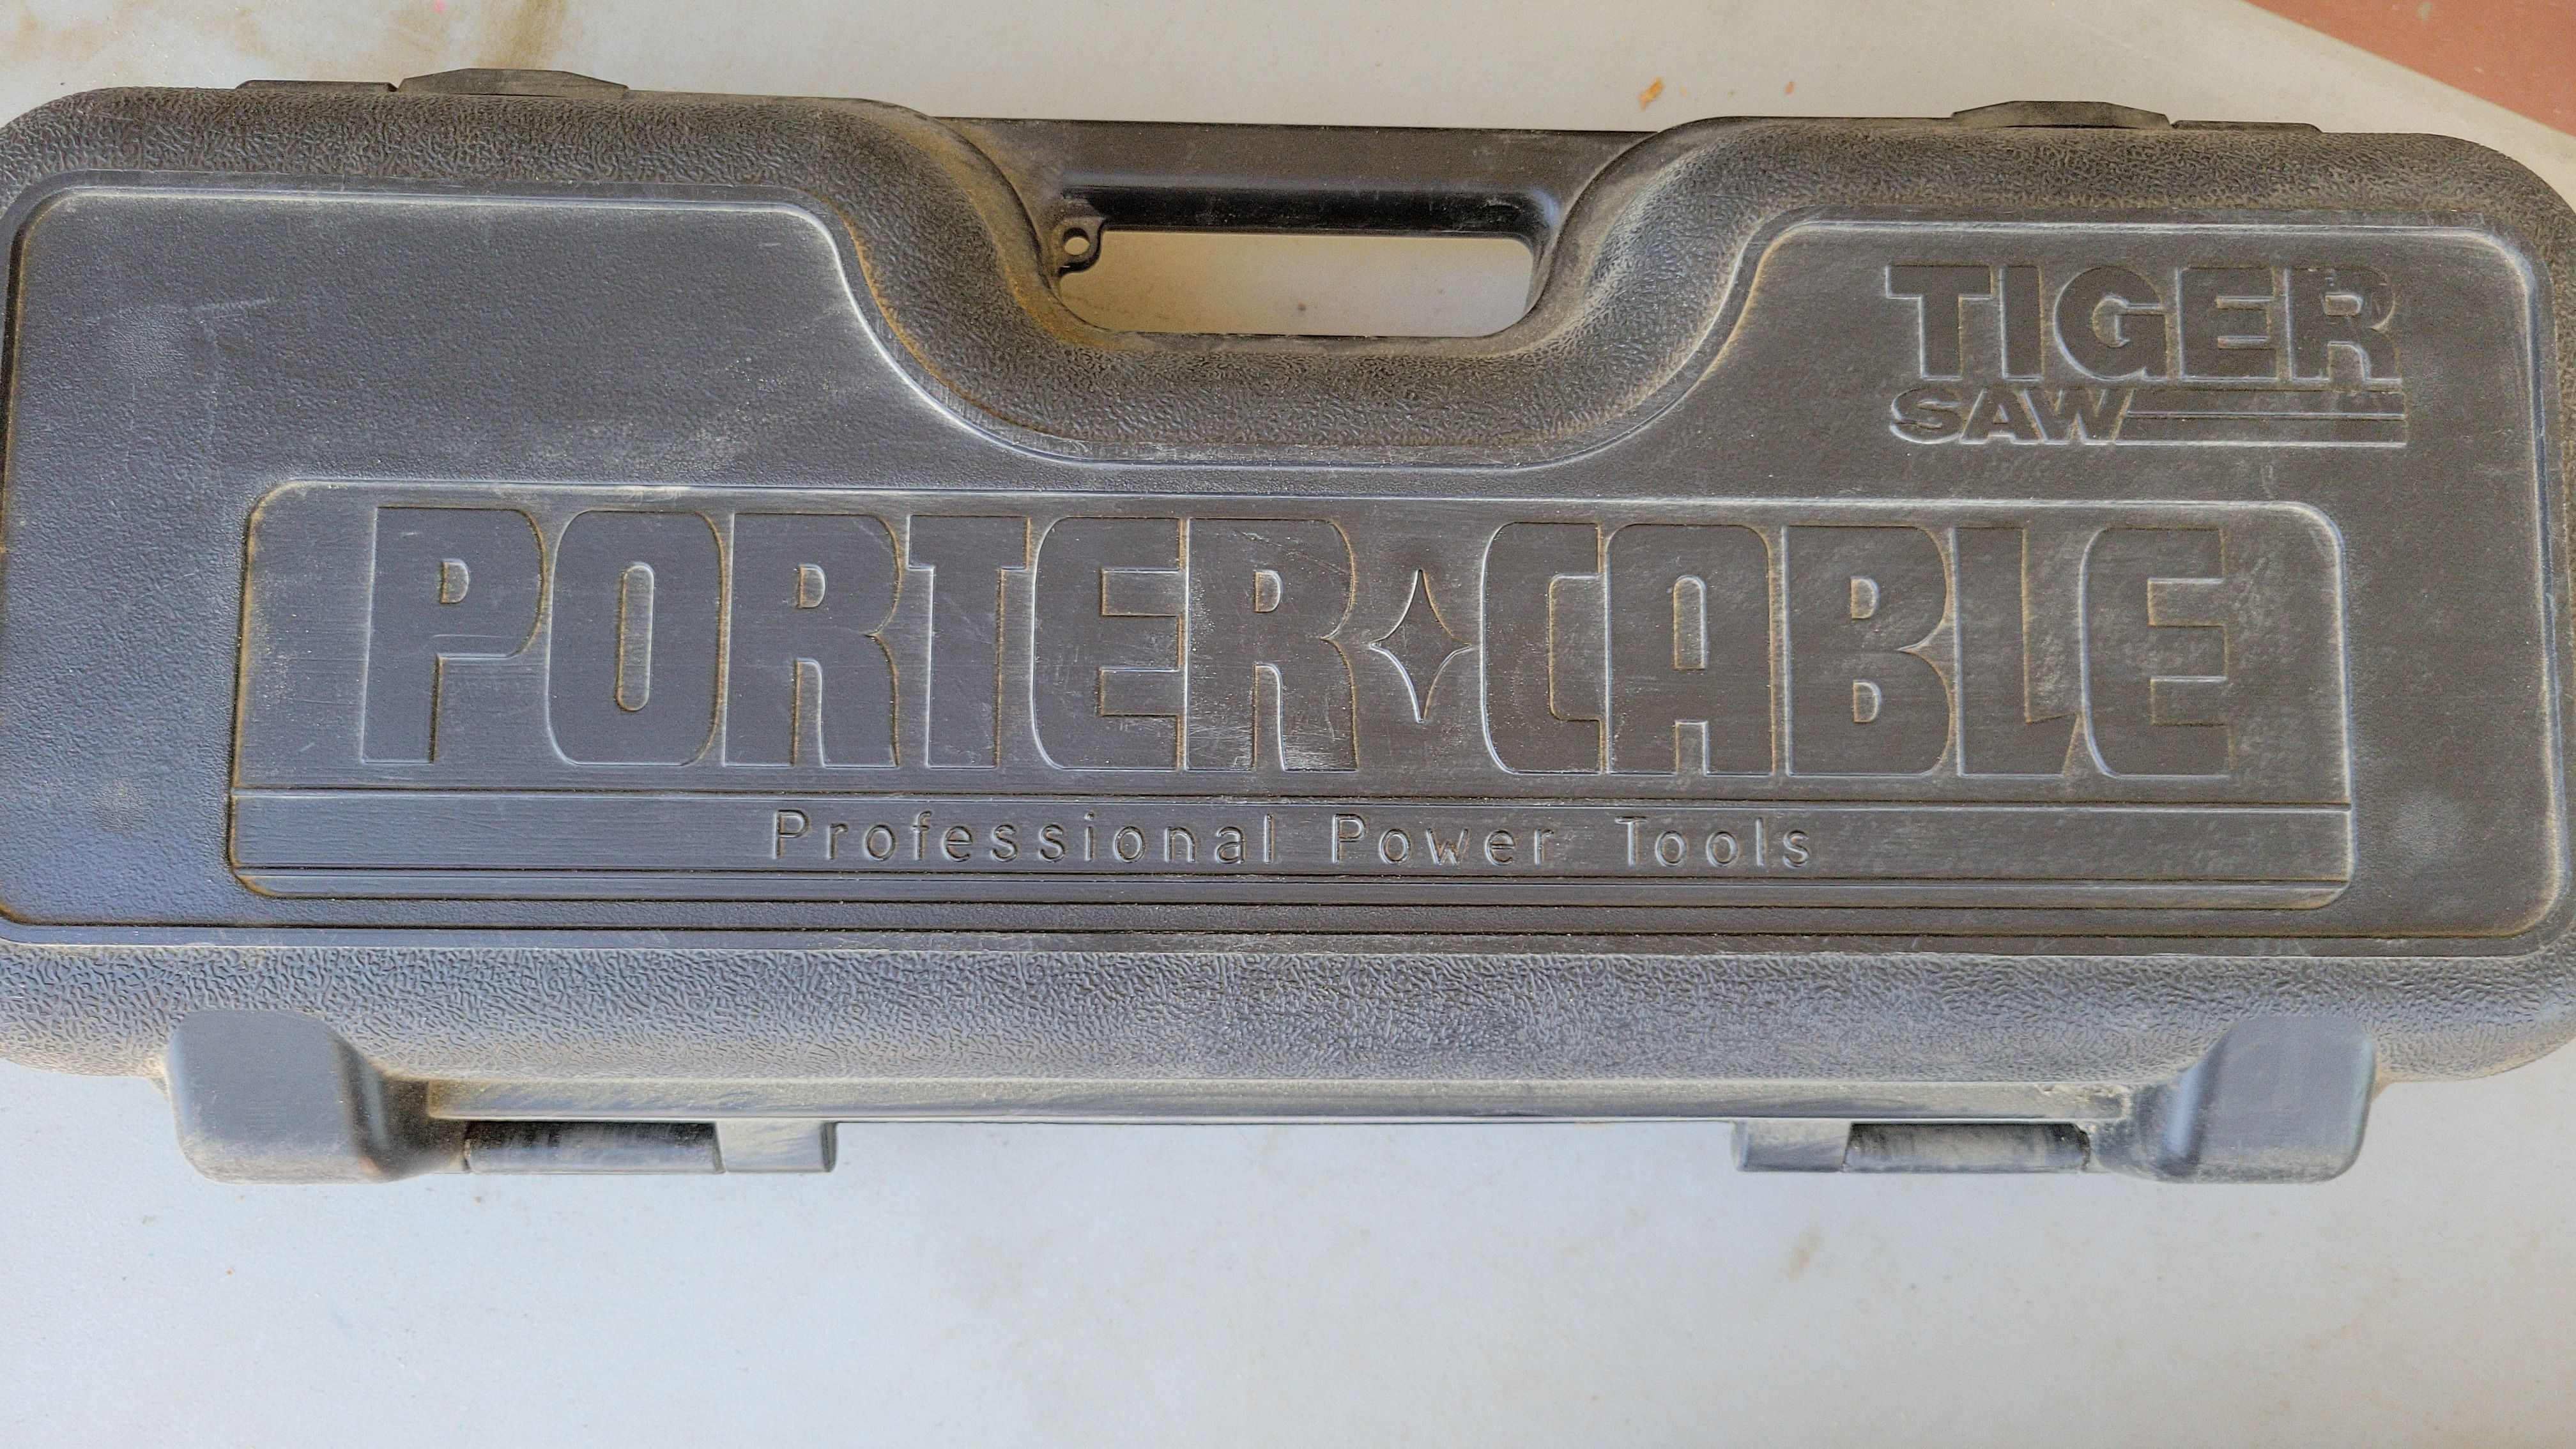 TIGER
SAW
PORTER CABLE
Professional Power Tools